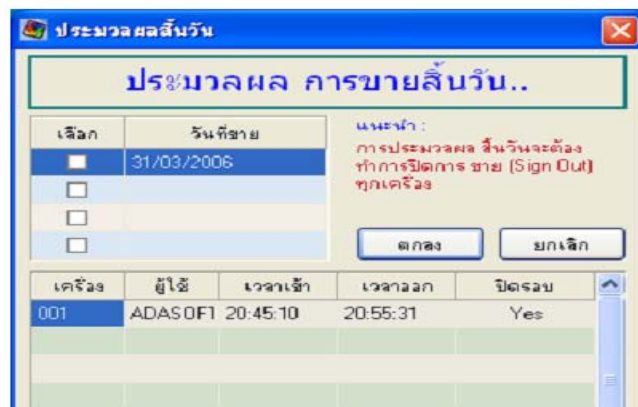 ประมวลผลสิ้นวัน
ประมวลผล การขายสิ้นวัน..
เลือก วันที่ขาย
31/03/2006
แนะนำ :
การประมวลผล สิ้นวันจะต้อง
ทำการปิดการ ขาย (Sign Out)
ทุกเครื่อง
ตกลง ยกเลิก
เครื่อง ผู้ใช้ เวลาเข้า เวลาออก ปิดรอบ
001 ADASOFT 20:45:10 20:55:31 Yes